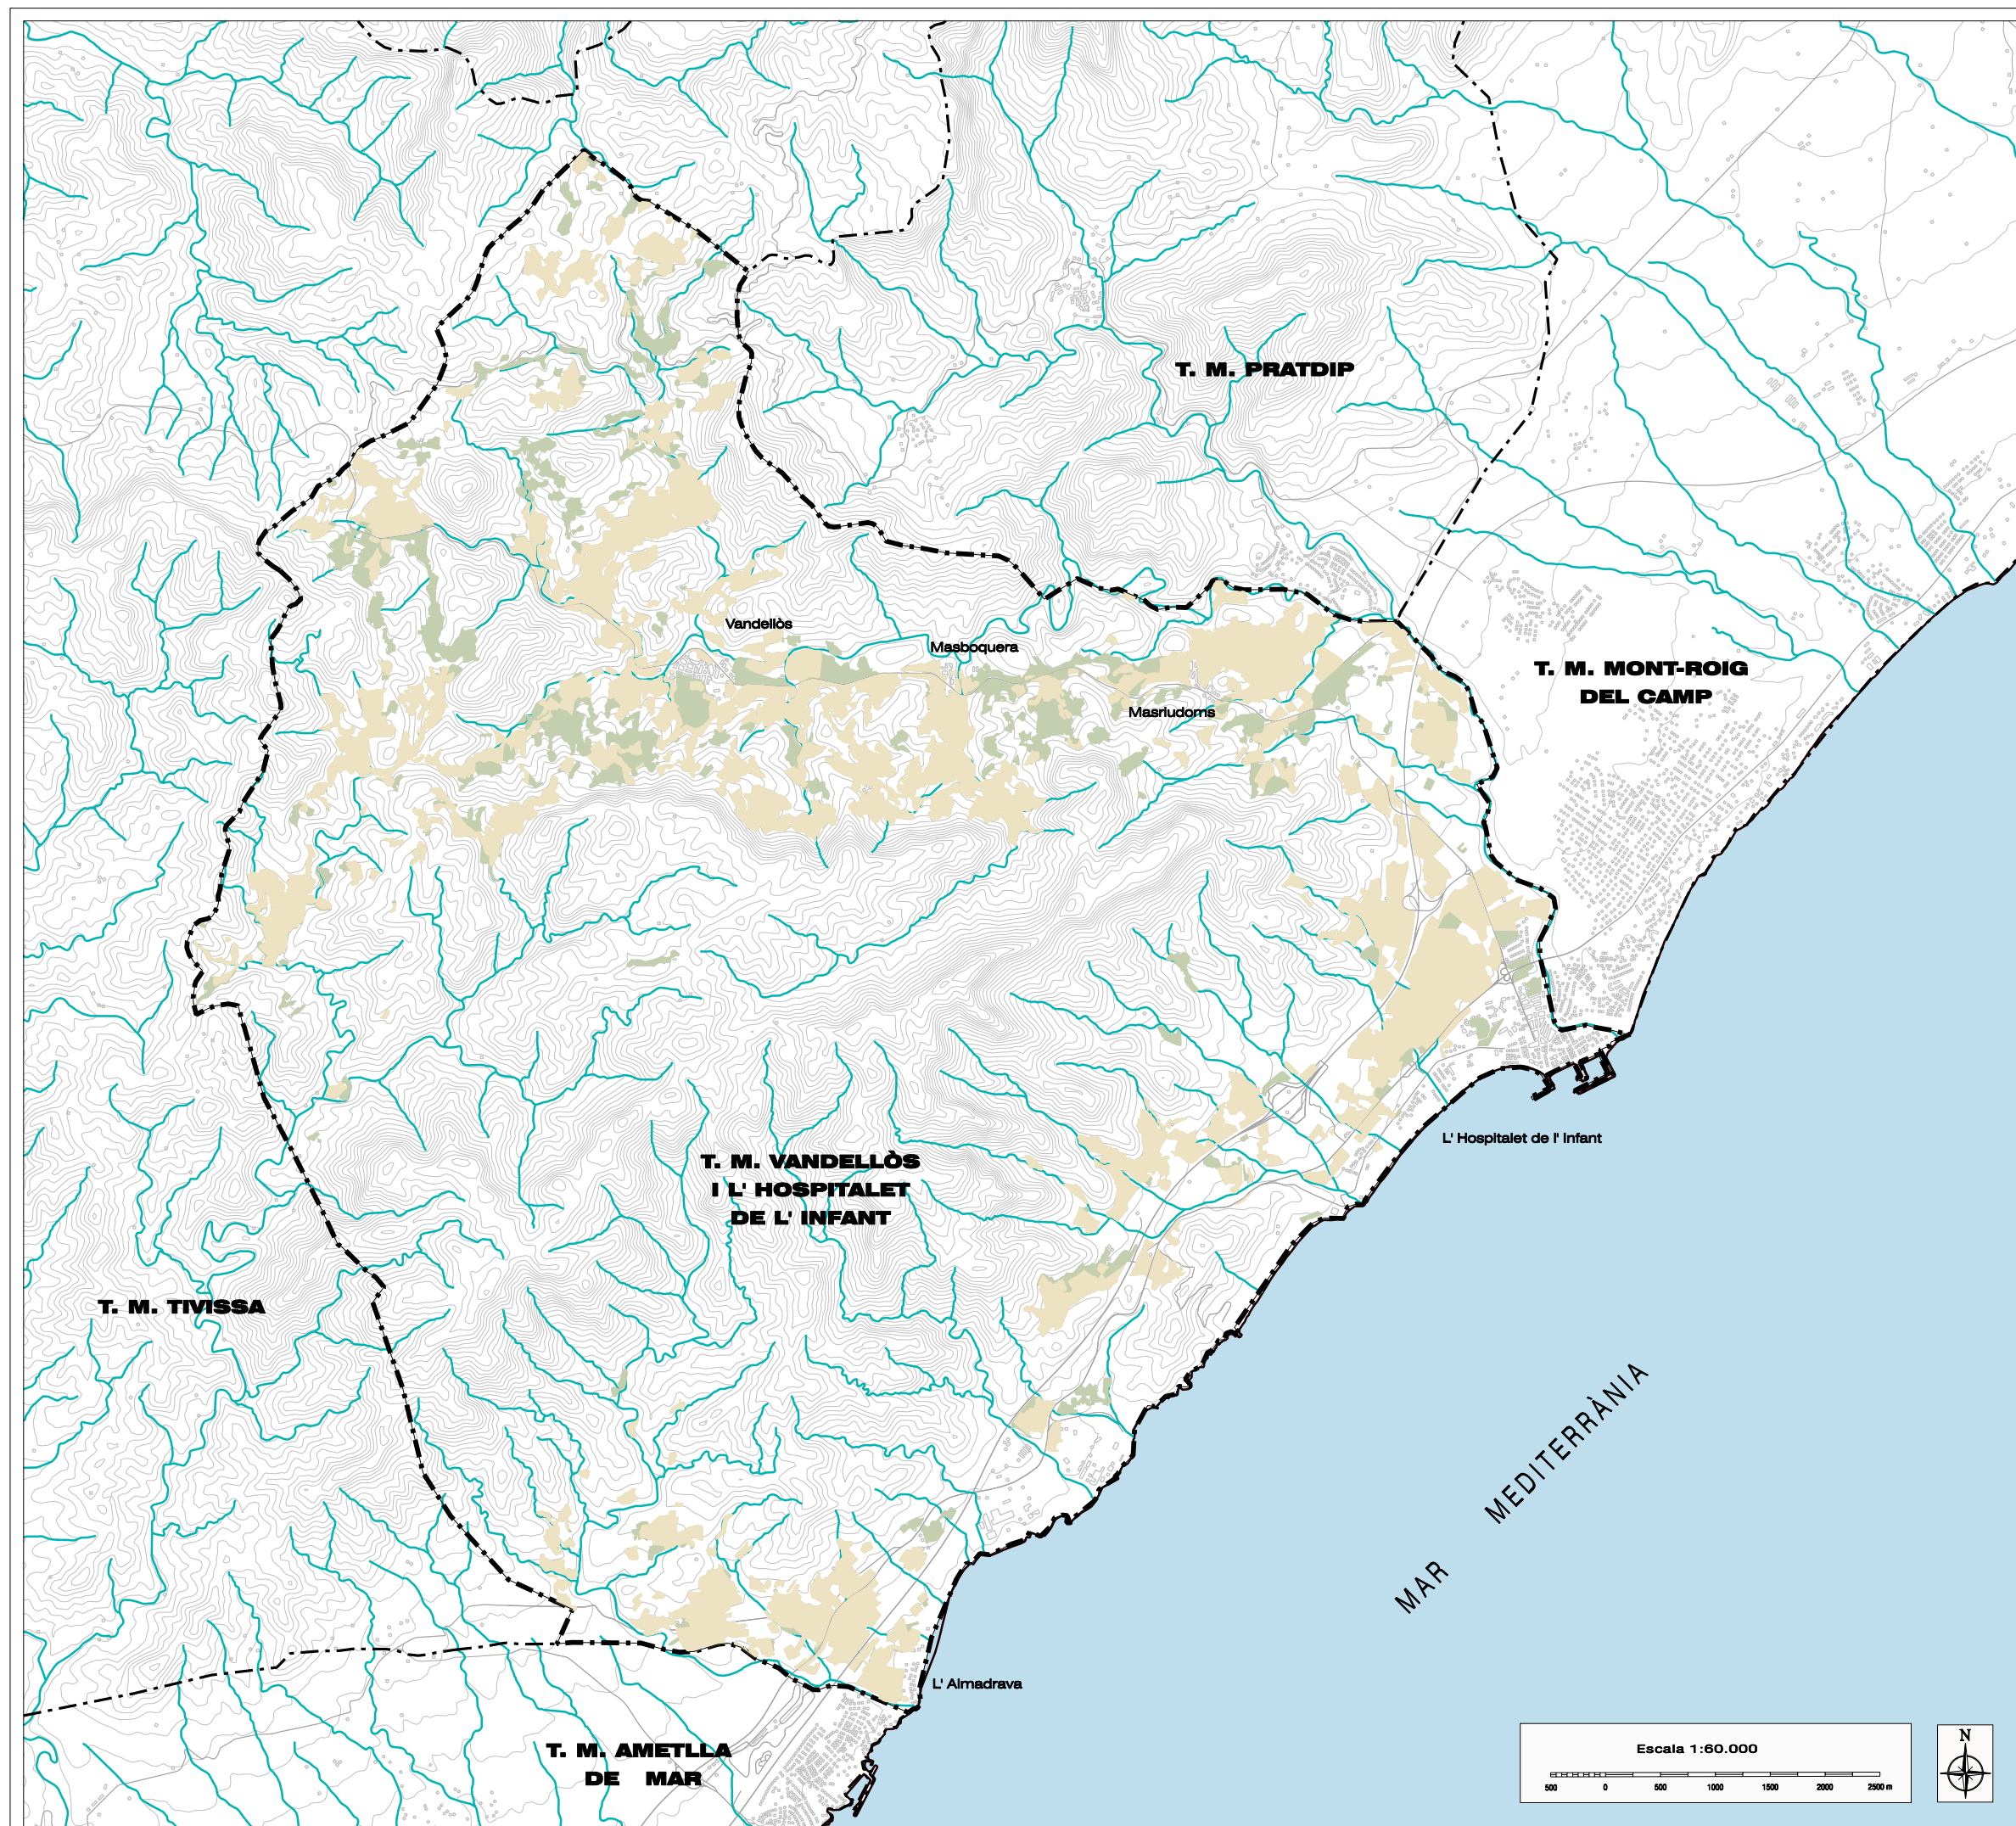 T. M. PRATDIP
Vandellòs
Masboquera
T. M. MONT-ROIG
DEL CAMP
Masriudoms
L' Hospitalet de l' Infant
T. M. VANDELLÒS
I L' HOSPITALET
DE L' INFANT
T. M. TIVISSA
MAR MEDITERRÀNIA
L' Almadrava
T. M. AMETLLA
DE MAR
Escala 1:60.000
500 0 500 1000 1500 2000 2500 m
N